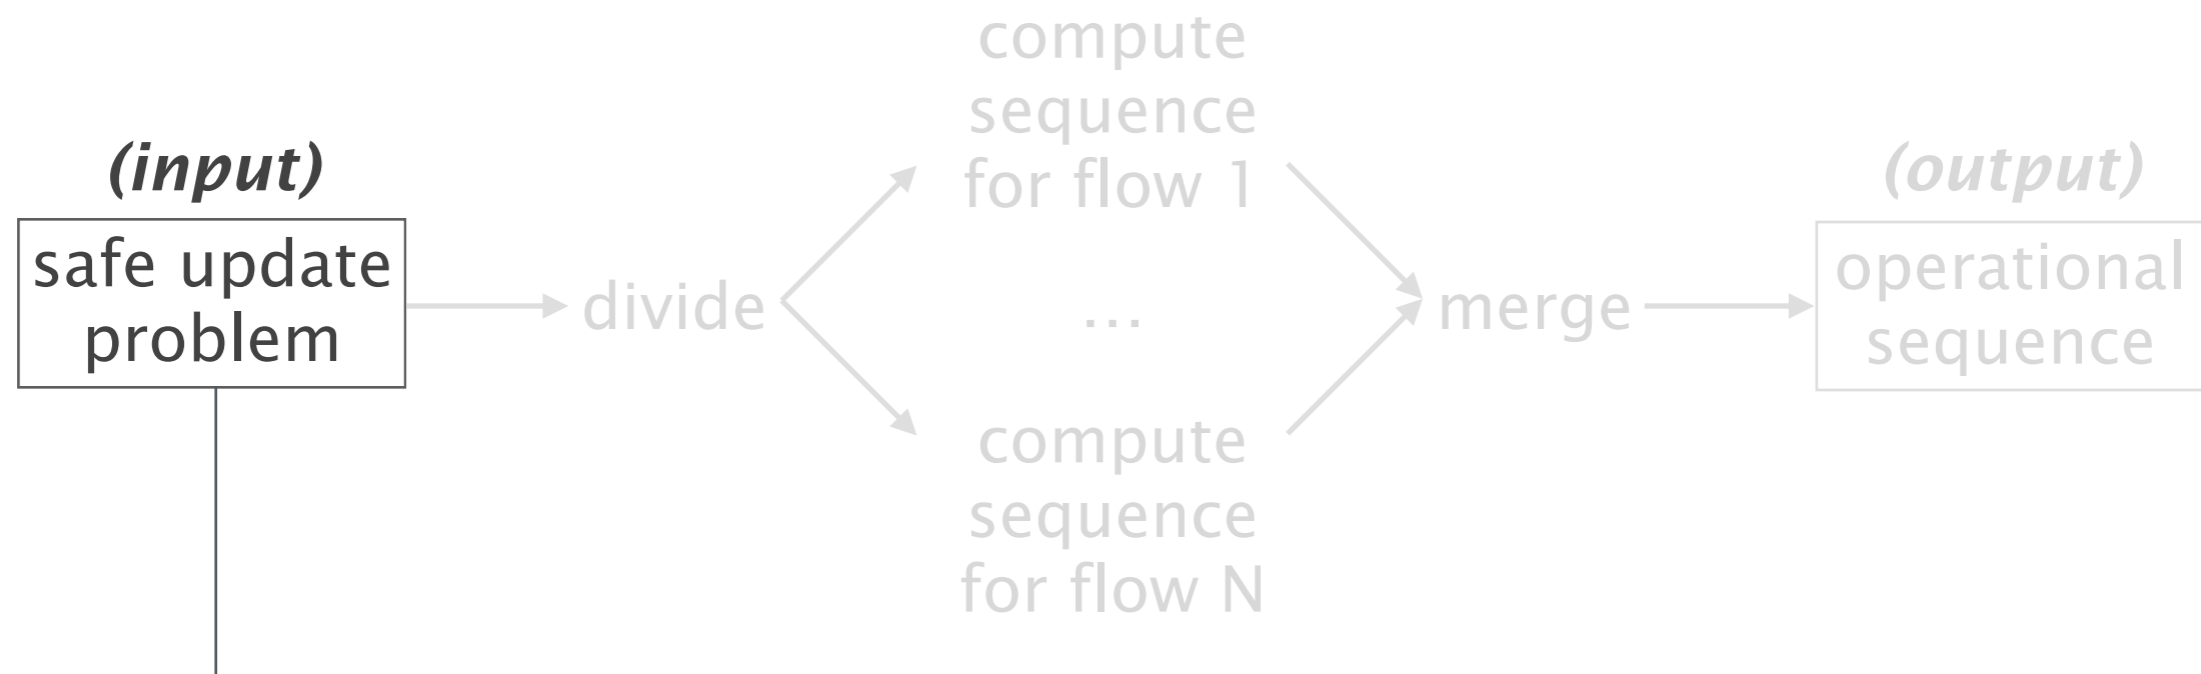 (input)
safe update
problem
divide
compute
sequence
for flow 1
...
compute
sequence
for flow N
merge
(output)
operational
sequence